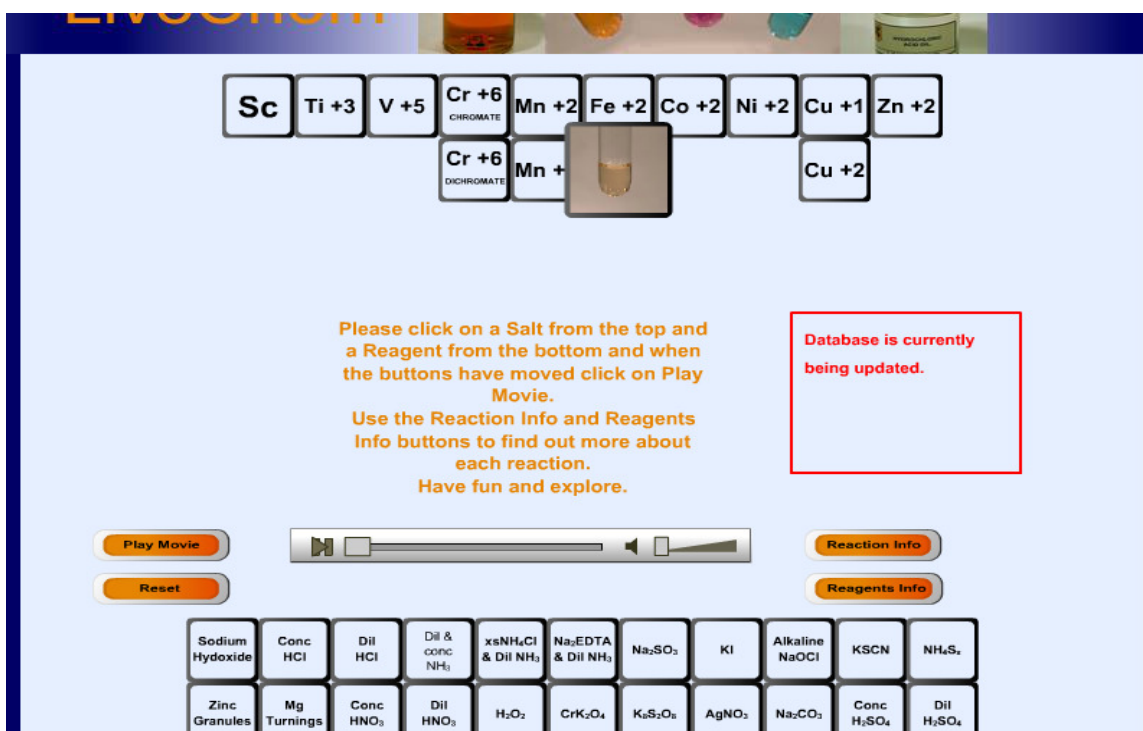 LiveChem
HYDROCHLORIC
ACID DIL.
Sc
Ti +3
V +5
Cr +6
CHROMATE
Mn +2
Fe +2
Co +2
Ni +2
Cu +1
Zn +2
Cr +6
DICHROMATE
Mn +
Cu +2
Please click on a Salt from the top and
a Reagent from the bottom and when
the buttons have moved click on Play
Movie.
Use the Reaction Info and Reagents
Info buttons to find out more about
each reaction.
Have fun and explore.
Database is currently
being updated.
Play Movie
Reaction Info
Reset
Reagents Info
Sodium
Hydoxide
Conc
HCl
Dil
HCl
Dil &
conc
NH₃
xsNH₄Cl
& Dil NH₃
Na₂EDTA
& Dil NH₃
Na₂SO₃
KI
Alkaline
NaOCl
KSCN
NH₄Sₓ
Zinc
Granules
Mg
Turnings
Conc
HNO₃
Dil
HNO₃
H₂O₂
CrK₂O₄
K₈S₂O₈
AgNO₃
Na₂CO₃
Conc
H₂SO₄
Dil
H₂SO₄